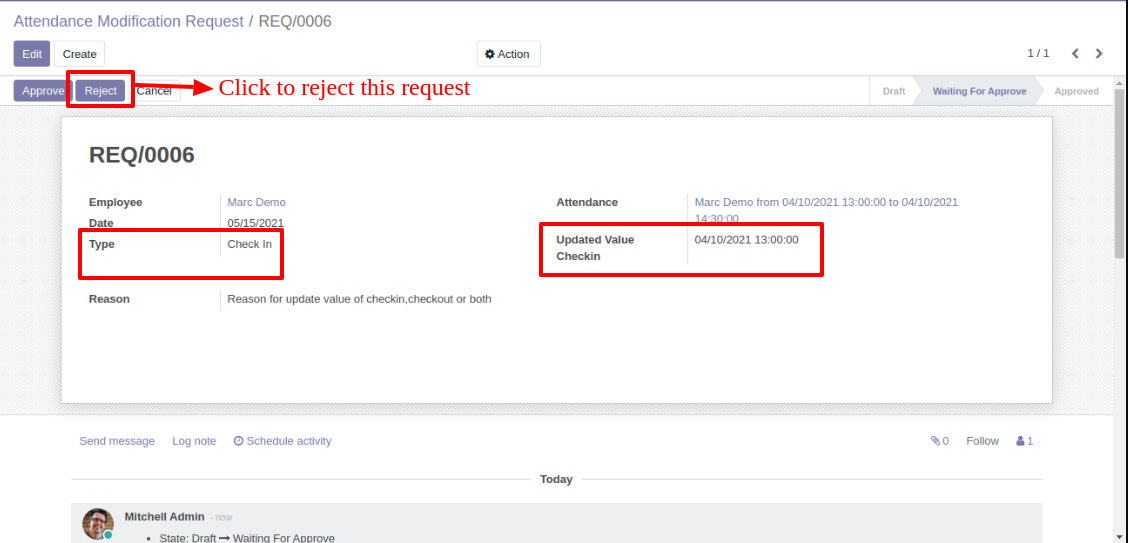 Attendance Modification Request / REQ/0006
Edit Create Action 1 / 1
Approve Reject Cancel Click to reject this request Draft Waiting For Approve Approved
REQ/0006
Employee Marc Demo Attendance Marc Demo from 04/10/2021 13:00:00 to 04/10/2021
14:30:00
Date 05/15/2021
Type Check In Updated Value 04/10/2021 13:00:00
Checkin
Reason Reason for update value of checkin,checkout or both
Send message Log note Schedule activity 0 Follow 1
Today
Mitchell Admin - now
• State: Draft → Waiting For Approve